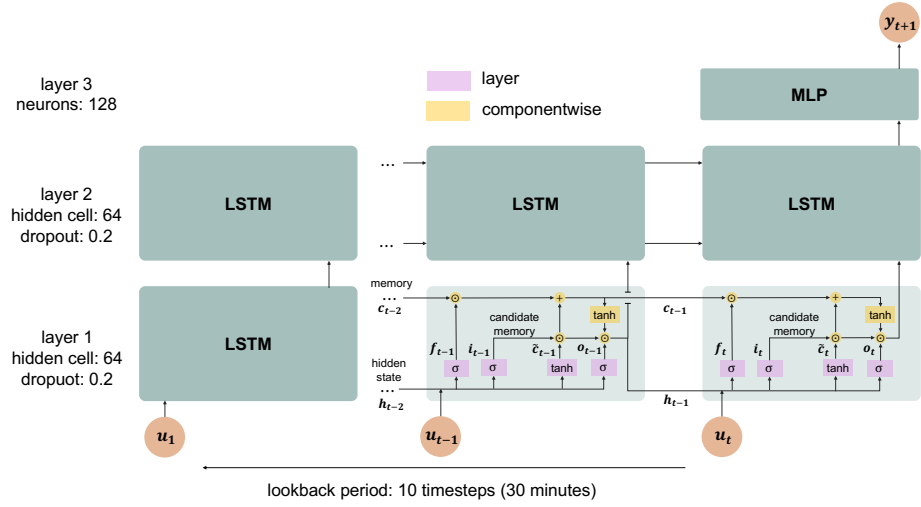 y_{t+1}
layer 3
neurons: 128
layer
componentwise
MLP
layer 2
hidden cell: 64
dropout: 0.2
LSTM
...
...
LSTM
LSTM
layer 1
hidden cell: 64
dropuot: 0.2
LSTM
memory
...
c_{t-2}
⊙
+
tanh
candidate
memory
⊙
⊙
f_{t-1}
i_{t-1}
c̃_{t-1}
o_{t-1}
σ
σ
tanh
σ
hidden
state
...
h_{t-2}
c_{t-1}
⊙
+
tanh
candidate
memory
⊙
⊙
f_t
i_t
c̃_t
o_t
σ
σ
tanh
σ
h_{t-1}
u_1
u_{t-1}
u_t
lookback period: 10 timesteps (30 minutes)